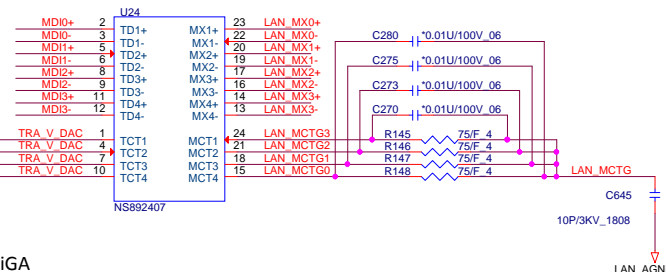 U24
MDI0+ 2 TD1+ MX1+ 23 LAN_MX0+
MDI0- 3 TD1- MX1- 22 LAN_MX0-
MDI1+ 5 TD2+ MX2+ 20 LAN_MX1+
MDI1- 6 TD2- MX2- 19 LAN_MX1-
MDI2+ 8 TD3+ MX3+ 17 LAN_MX2+
MDI2- 9 TD3- MX3- 16 LAN_MX2-
MDI3+ 11 TD4+ MX4+ 14 LAN_MX3+
MDI3- 12 TD4- MX4- 13 LAN_MX3-
TRA_V_DAC 1 TCT1 MCT1 24 LAN_MCTG3
TRA_V_DAC 4 TCT2 MCT2 21 LAN_MCTG2
TRA_V_DAC 7 TCT3 MCT3 18 LAN_MCTG1
TRA_V_DAC 10 TCT4 MCT4 15 LAN_MCTG0
NS892407
C280 *0.01U/100V_06
C275 *0.01U/100V_06
C273 *0.01U/100V_06
C270 *0.01U/100V_06
R145 75/F_4
R146 75/F_4
R147 75/F_4
R148 75/F_4
LAN_MCTG
C645
10P/3KV_1808
LAN_AGN
iGA